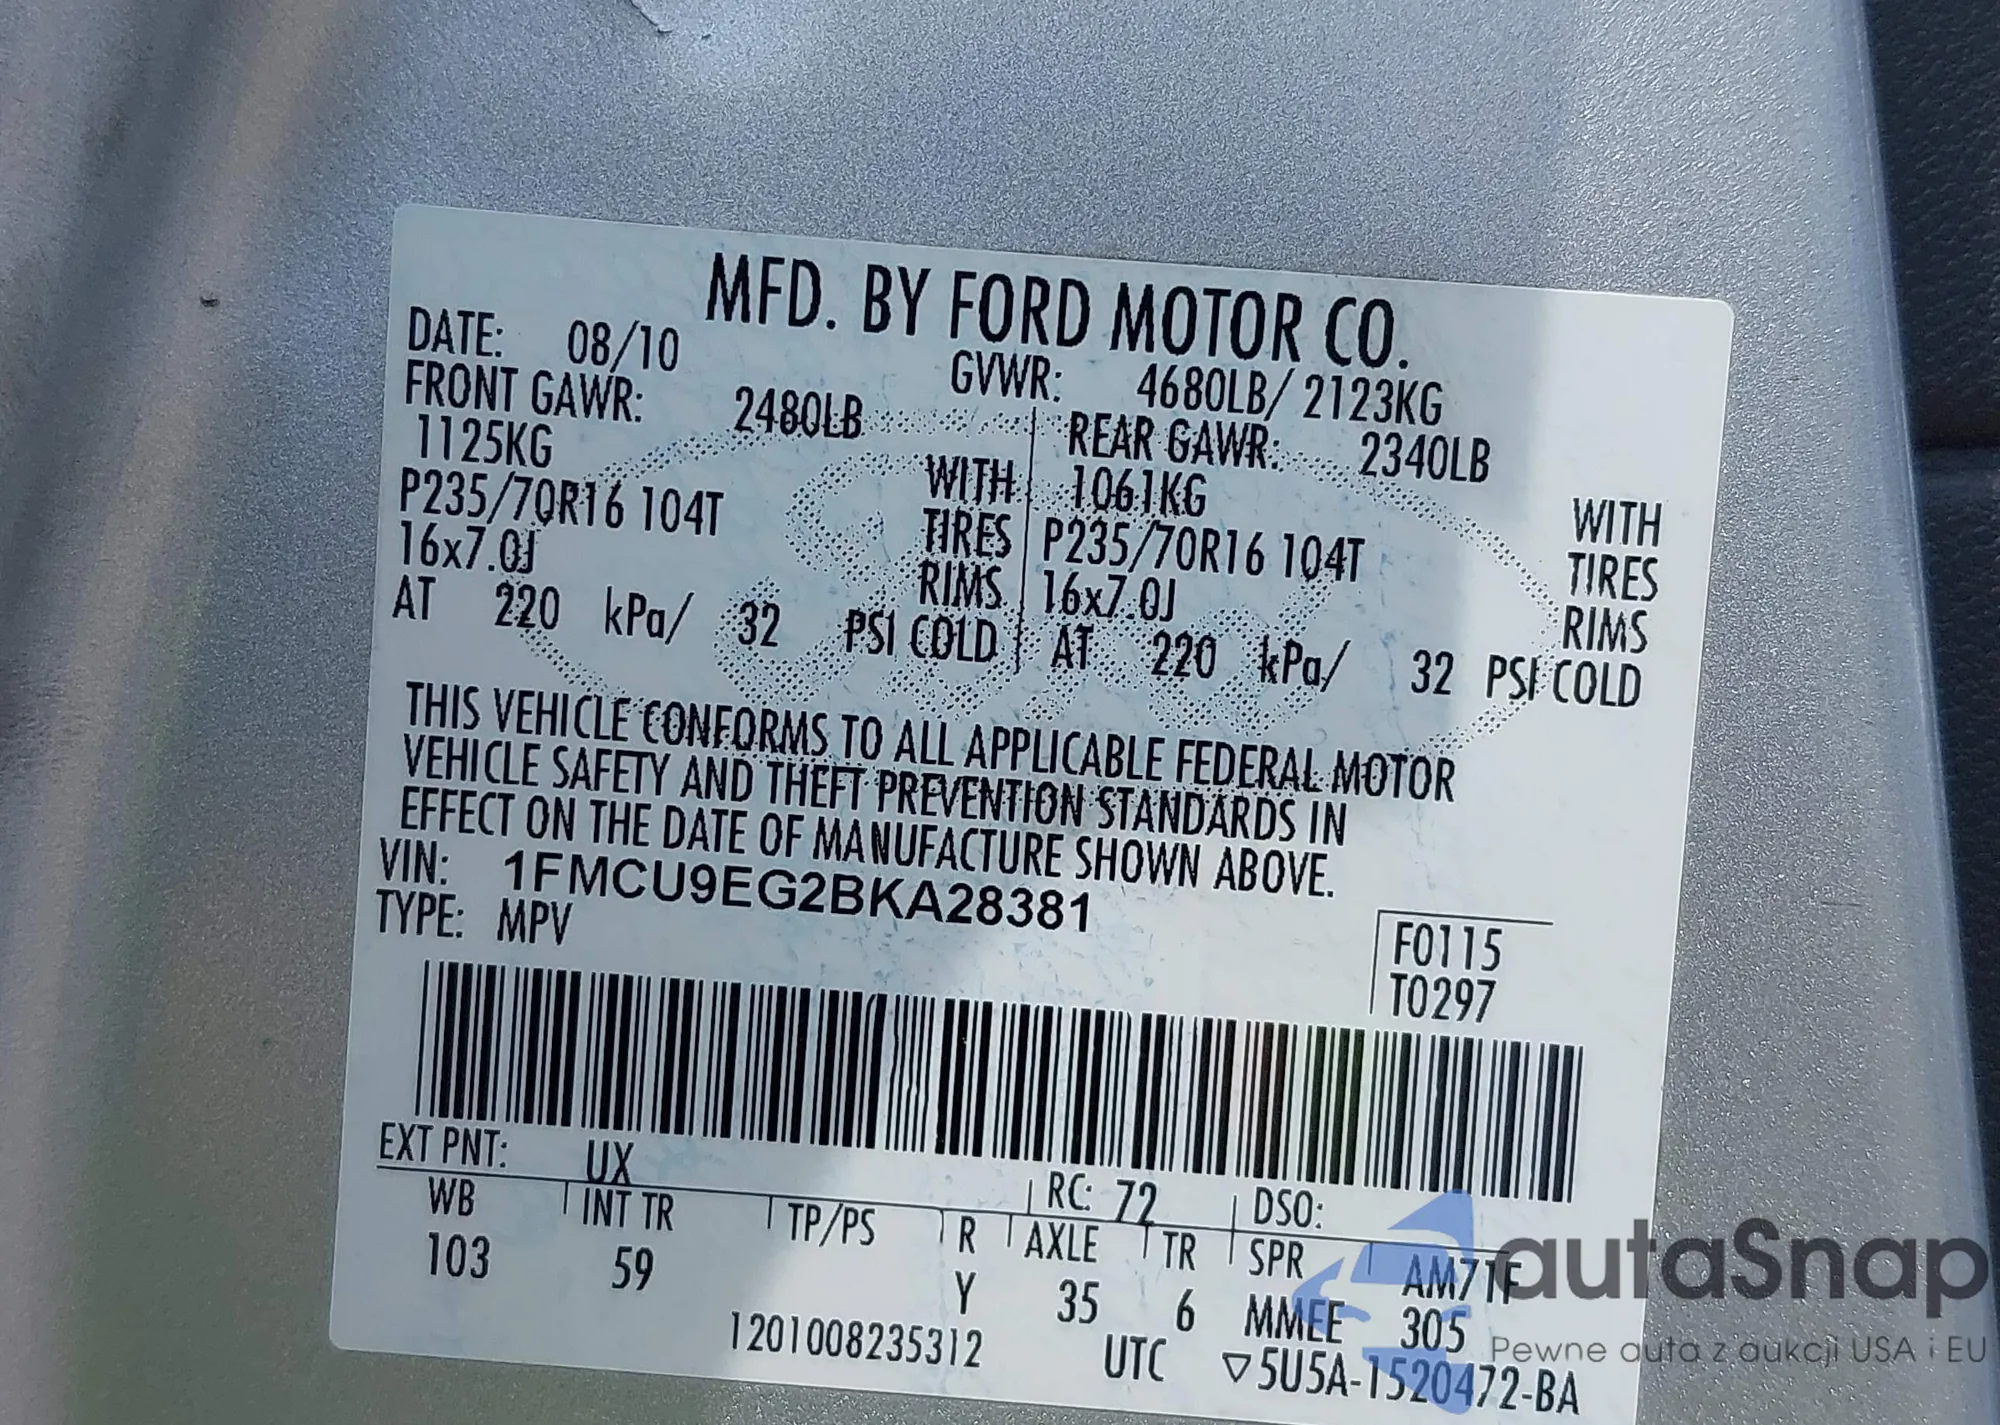 MFD. BY FORD MOTOR CO.
DATE: 08/10 GVWR: 4680LB/ 2123KG
FRONT GAWR: 2480LB REAR GAWR: 2340LB
1125KG WITH 1061KG WITH
P235/70R16 104T TIRES P235/70R16 104T TIRES
16x7.0J RIMS 16x7.0J RIMS
AT 220 kPa/ 32 PSI COLD AT 220 kPa/ 32 PSI COLD
THIS VEHICLE CONFORMS TO ALL APPLICABLE FEDERAL MOTOR
VEHICLE SAFETY AND THEFT PREVENTION STANDARDS IN
EFFECT ON THE DATE OF MANUFACTURE SHOWN ABOVE.
VIN: 1FMCU9EG2BKA28381
TYPE: MPV
F0115
T0297
EXT PNT: UX RC: 72 DSO:
WB INT TR TP/PS R AXLE TR SPR AM71F
103 59 Y 35 6 MMEE 305
1201008235312 UTC ▽5U5A-1520472-BA
autaSnap
Pewne auta z aukcji USA i EU